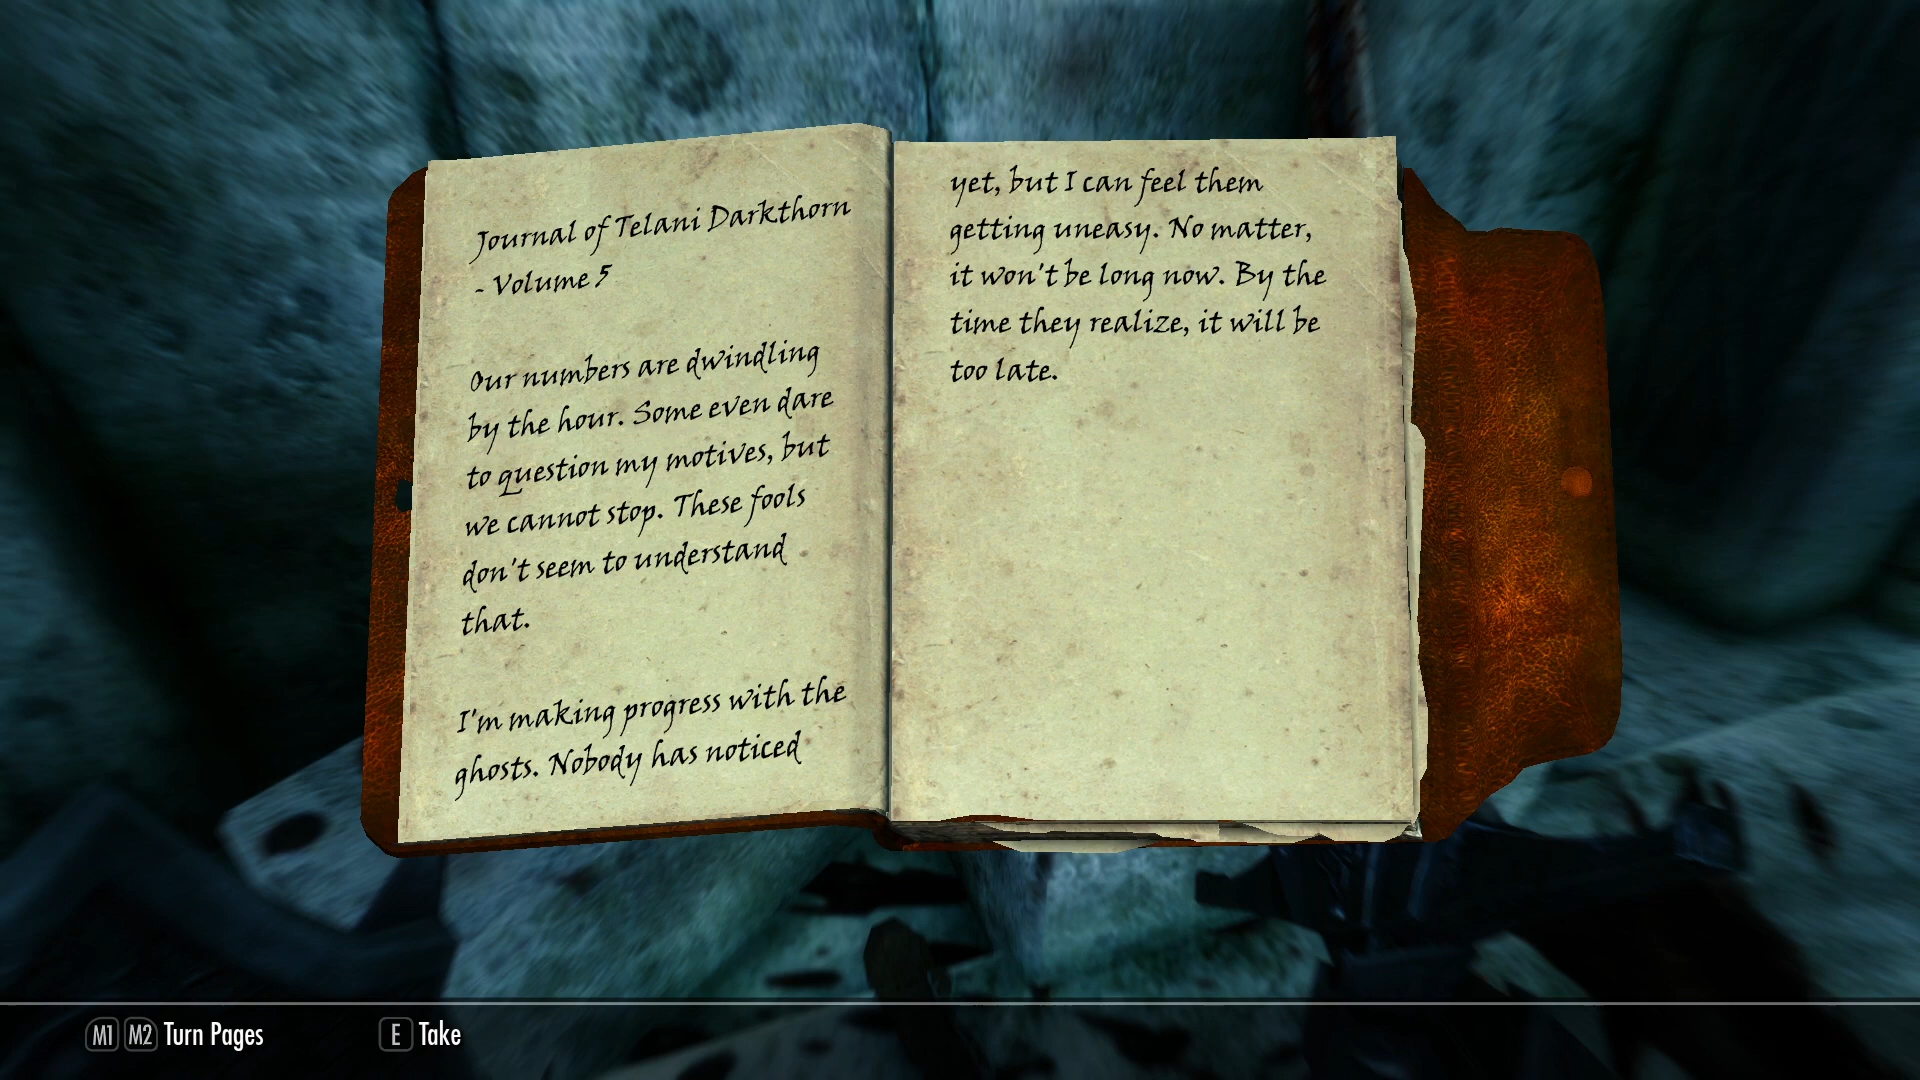 Journal of Telani Darkthorn
- Volume 5
Our numbers are dwindling
by the hour. Some even dare
to question my motives, but
we cannot stop. These fools
don't seem to understand
that.
I'm making progress with the
ghosts. Nobody has noticed
yet, but I can feel them
getting uneasy. No matter,
it won't be long now. By the
time they realize, it will be
too late.
M1 M2 Turn Pages
E Take